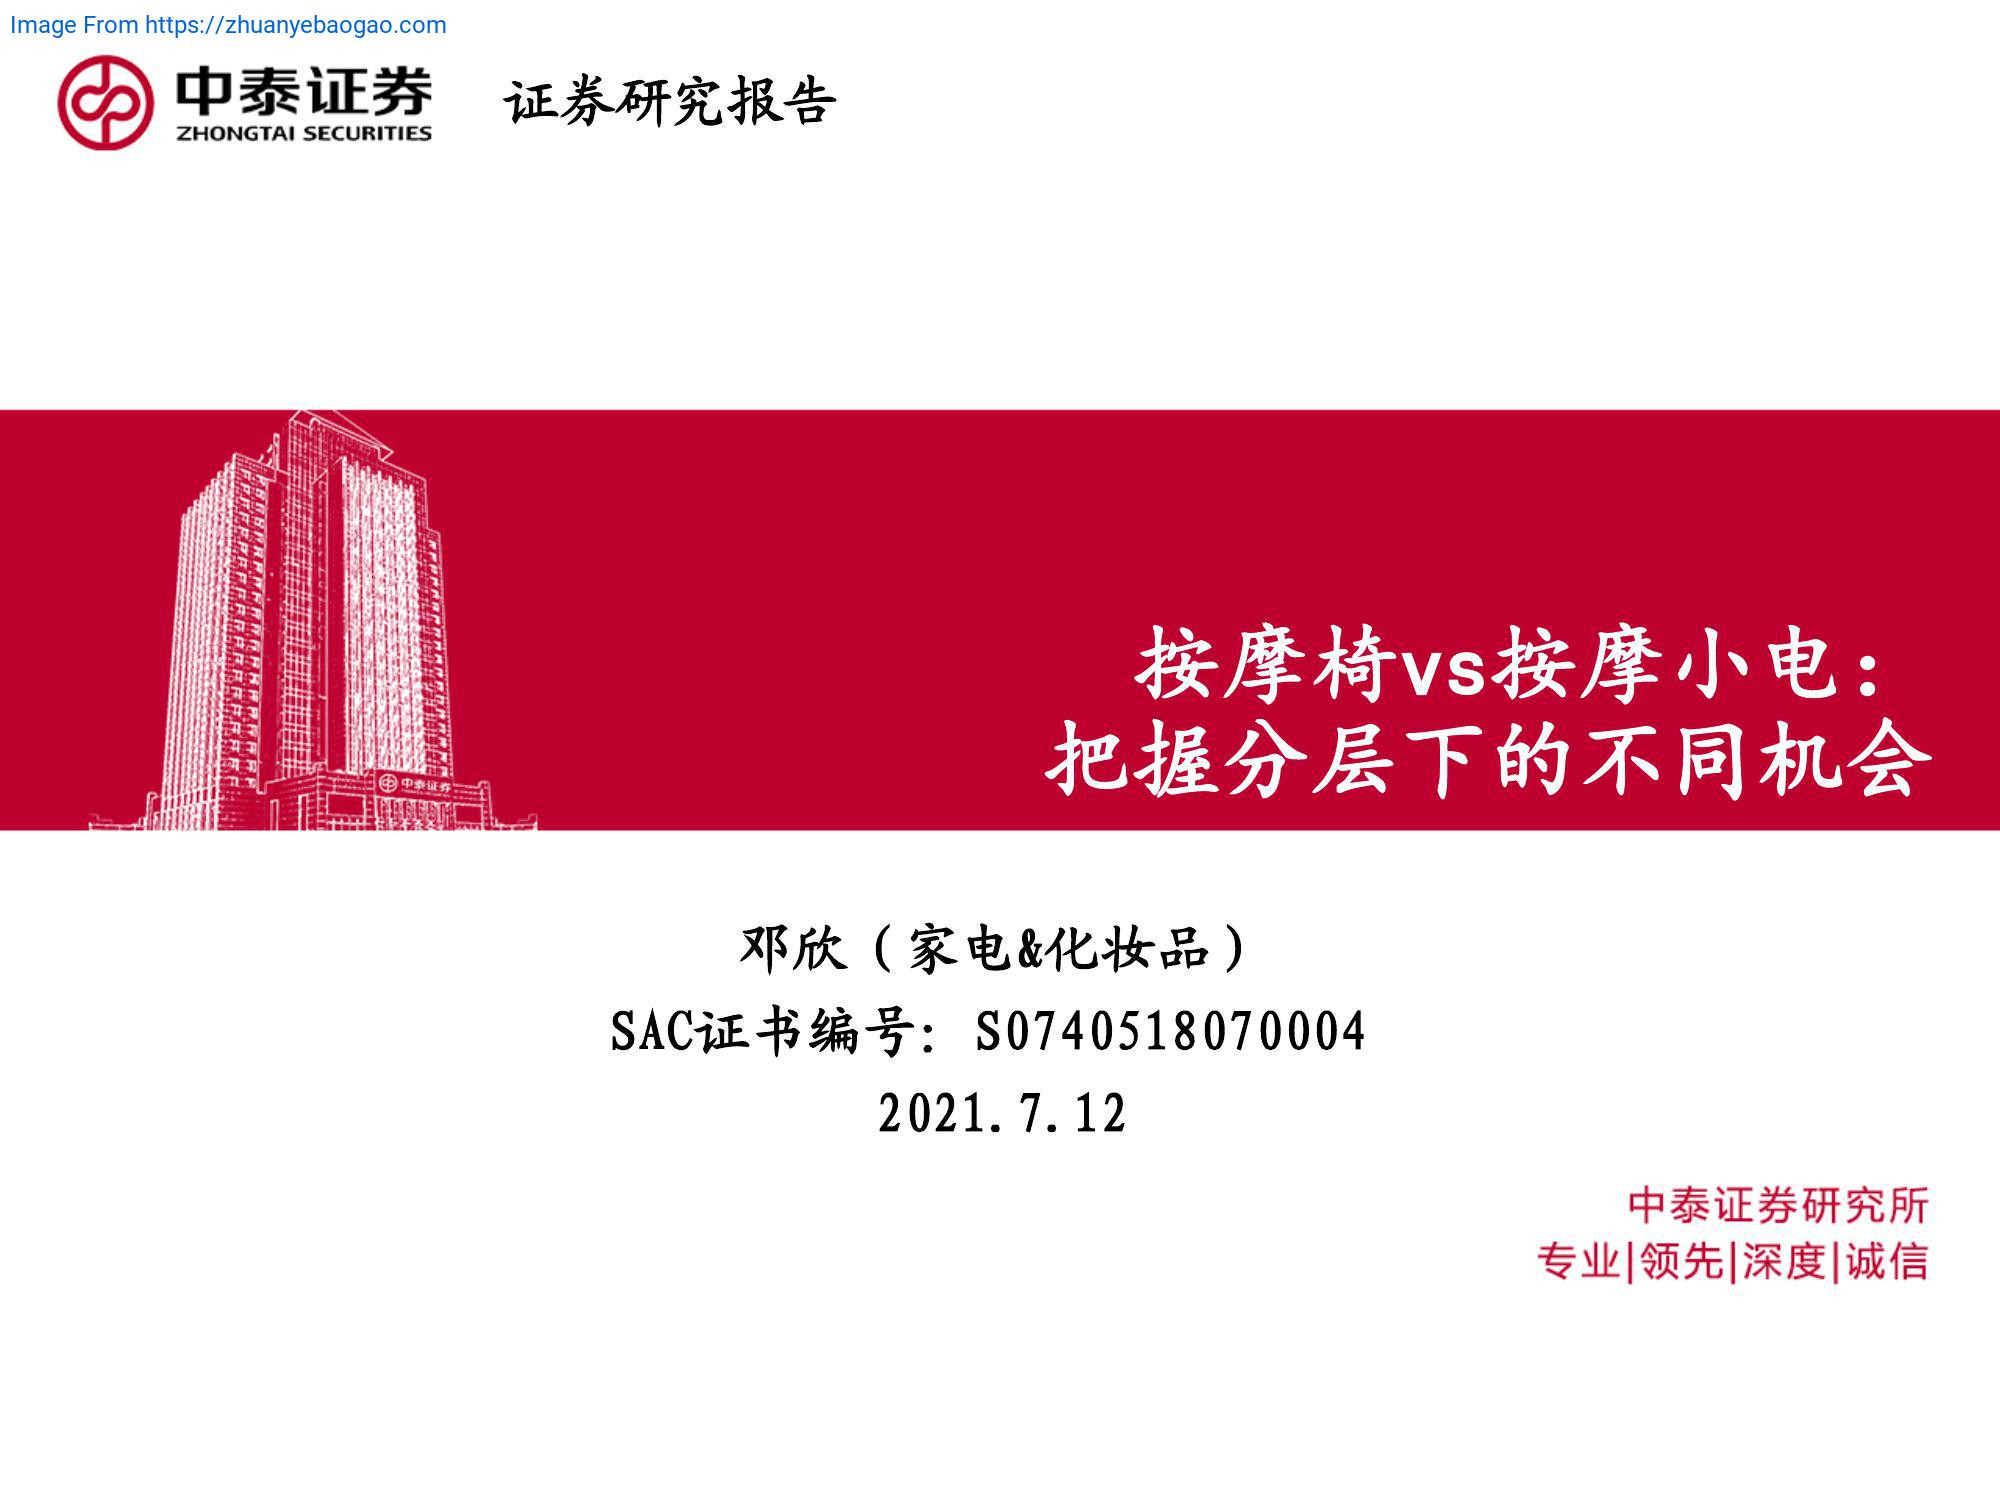 Image From https://zhuanyebaogao.com
中泰证券
ZHONGTAI SECURITIES
证券研究报告
中泰证券
按摩椅vs按摩小电：
把握分层下的不同机会
邓欣（家电&化妆品）
SAC证书编号：S0740518070004
2021.7.12
中泰证券研究所
专业|领先|深度|诚信